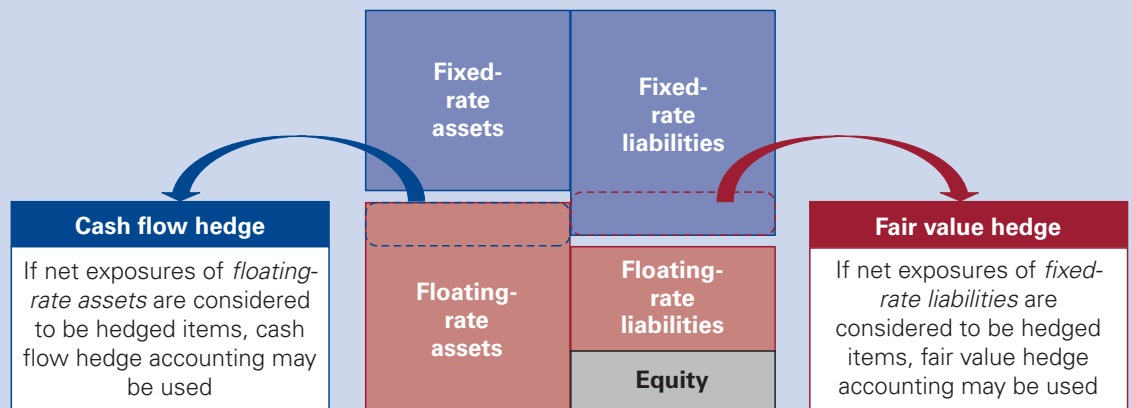 Fixed-
rate
assets
Fixed-
rate
liabilities
Cash flow hedge
If net exposures of floating-
rate assets are considered
to be hedged items, cash
flow hedge accounting may
be used
Floating-
rate
assets
Floating-
rate
liabilities
Equity
Fair value hedge
If net exposures of fixed-
rate liabilities are
considered to be hedged
items, fair value hedge
accounting may be used